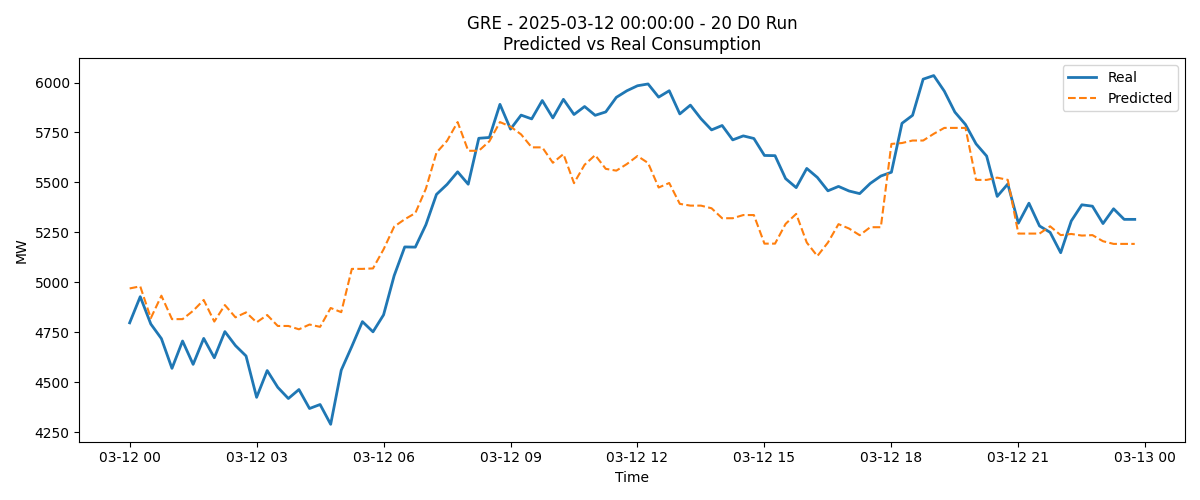 GRE - 2025-03-12 00:00:00 - 20 D0 Run
Predicted vs Real Consumption
Real
Predicted
MW
6000
5750
5500
5250
5000
4750
4500
4250
03-12 00 03-12 03 03-12 06 03-12 09 03-12 12 03-12 15 03-12 18 03-12 21 03-13 00
Time